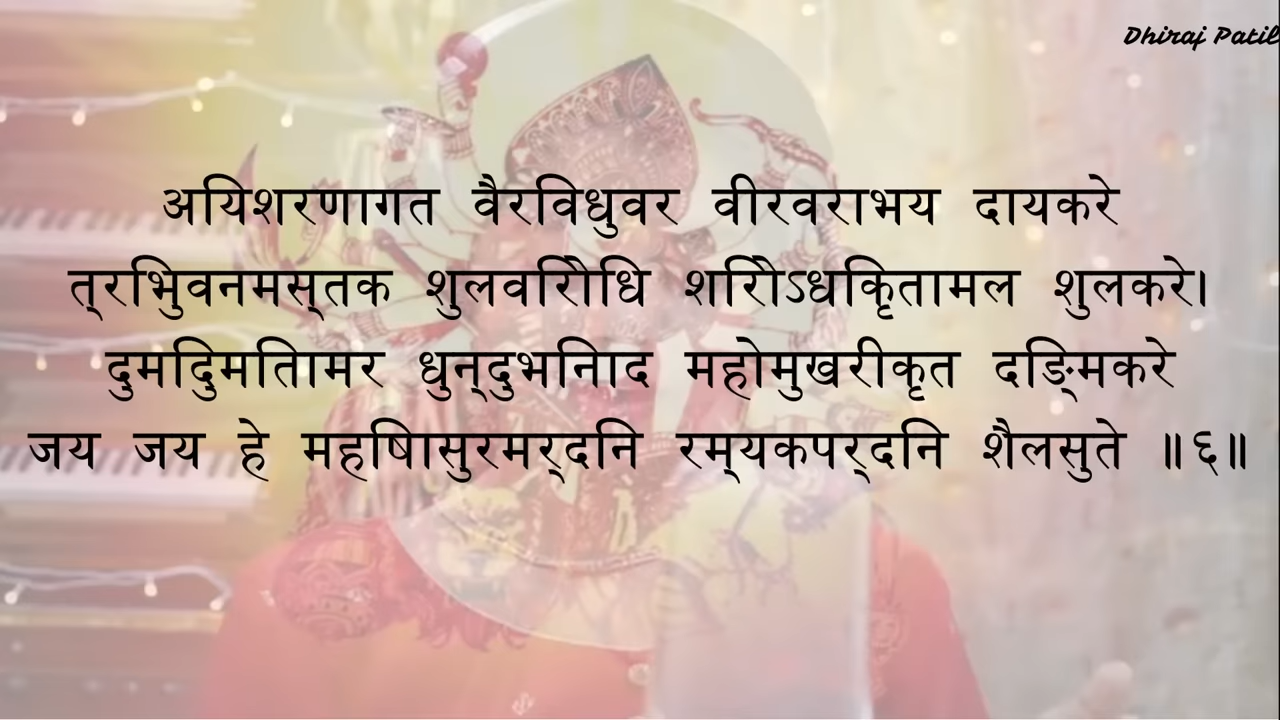 Dhiraj Patil
अयिशरणागत वैरविधुवर वीरवराभय दायकरे
त्रभिुवनमस्तक शुलवरिोधि शरिोऽधकिृतामल शुलकरे।
दुमदुिमतिामर धुन्दुभनिाद महोमुखरीकृत दङ्मिकरे
जय जय हे महषिासुरमर्दनि रम्यकपर्दनि शैलसुते ॥६॥